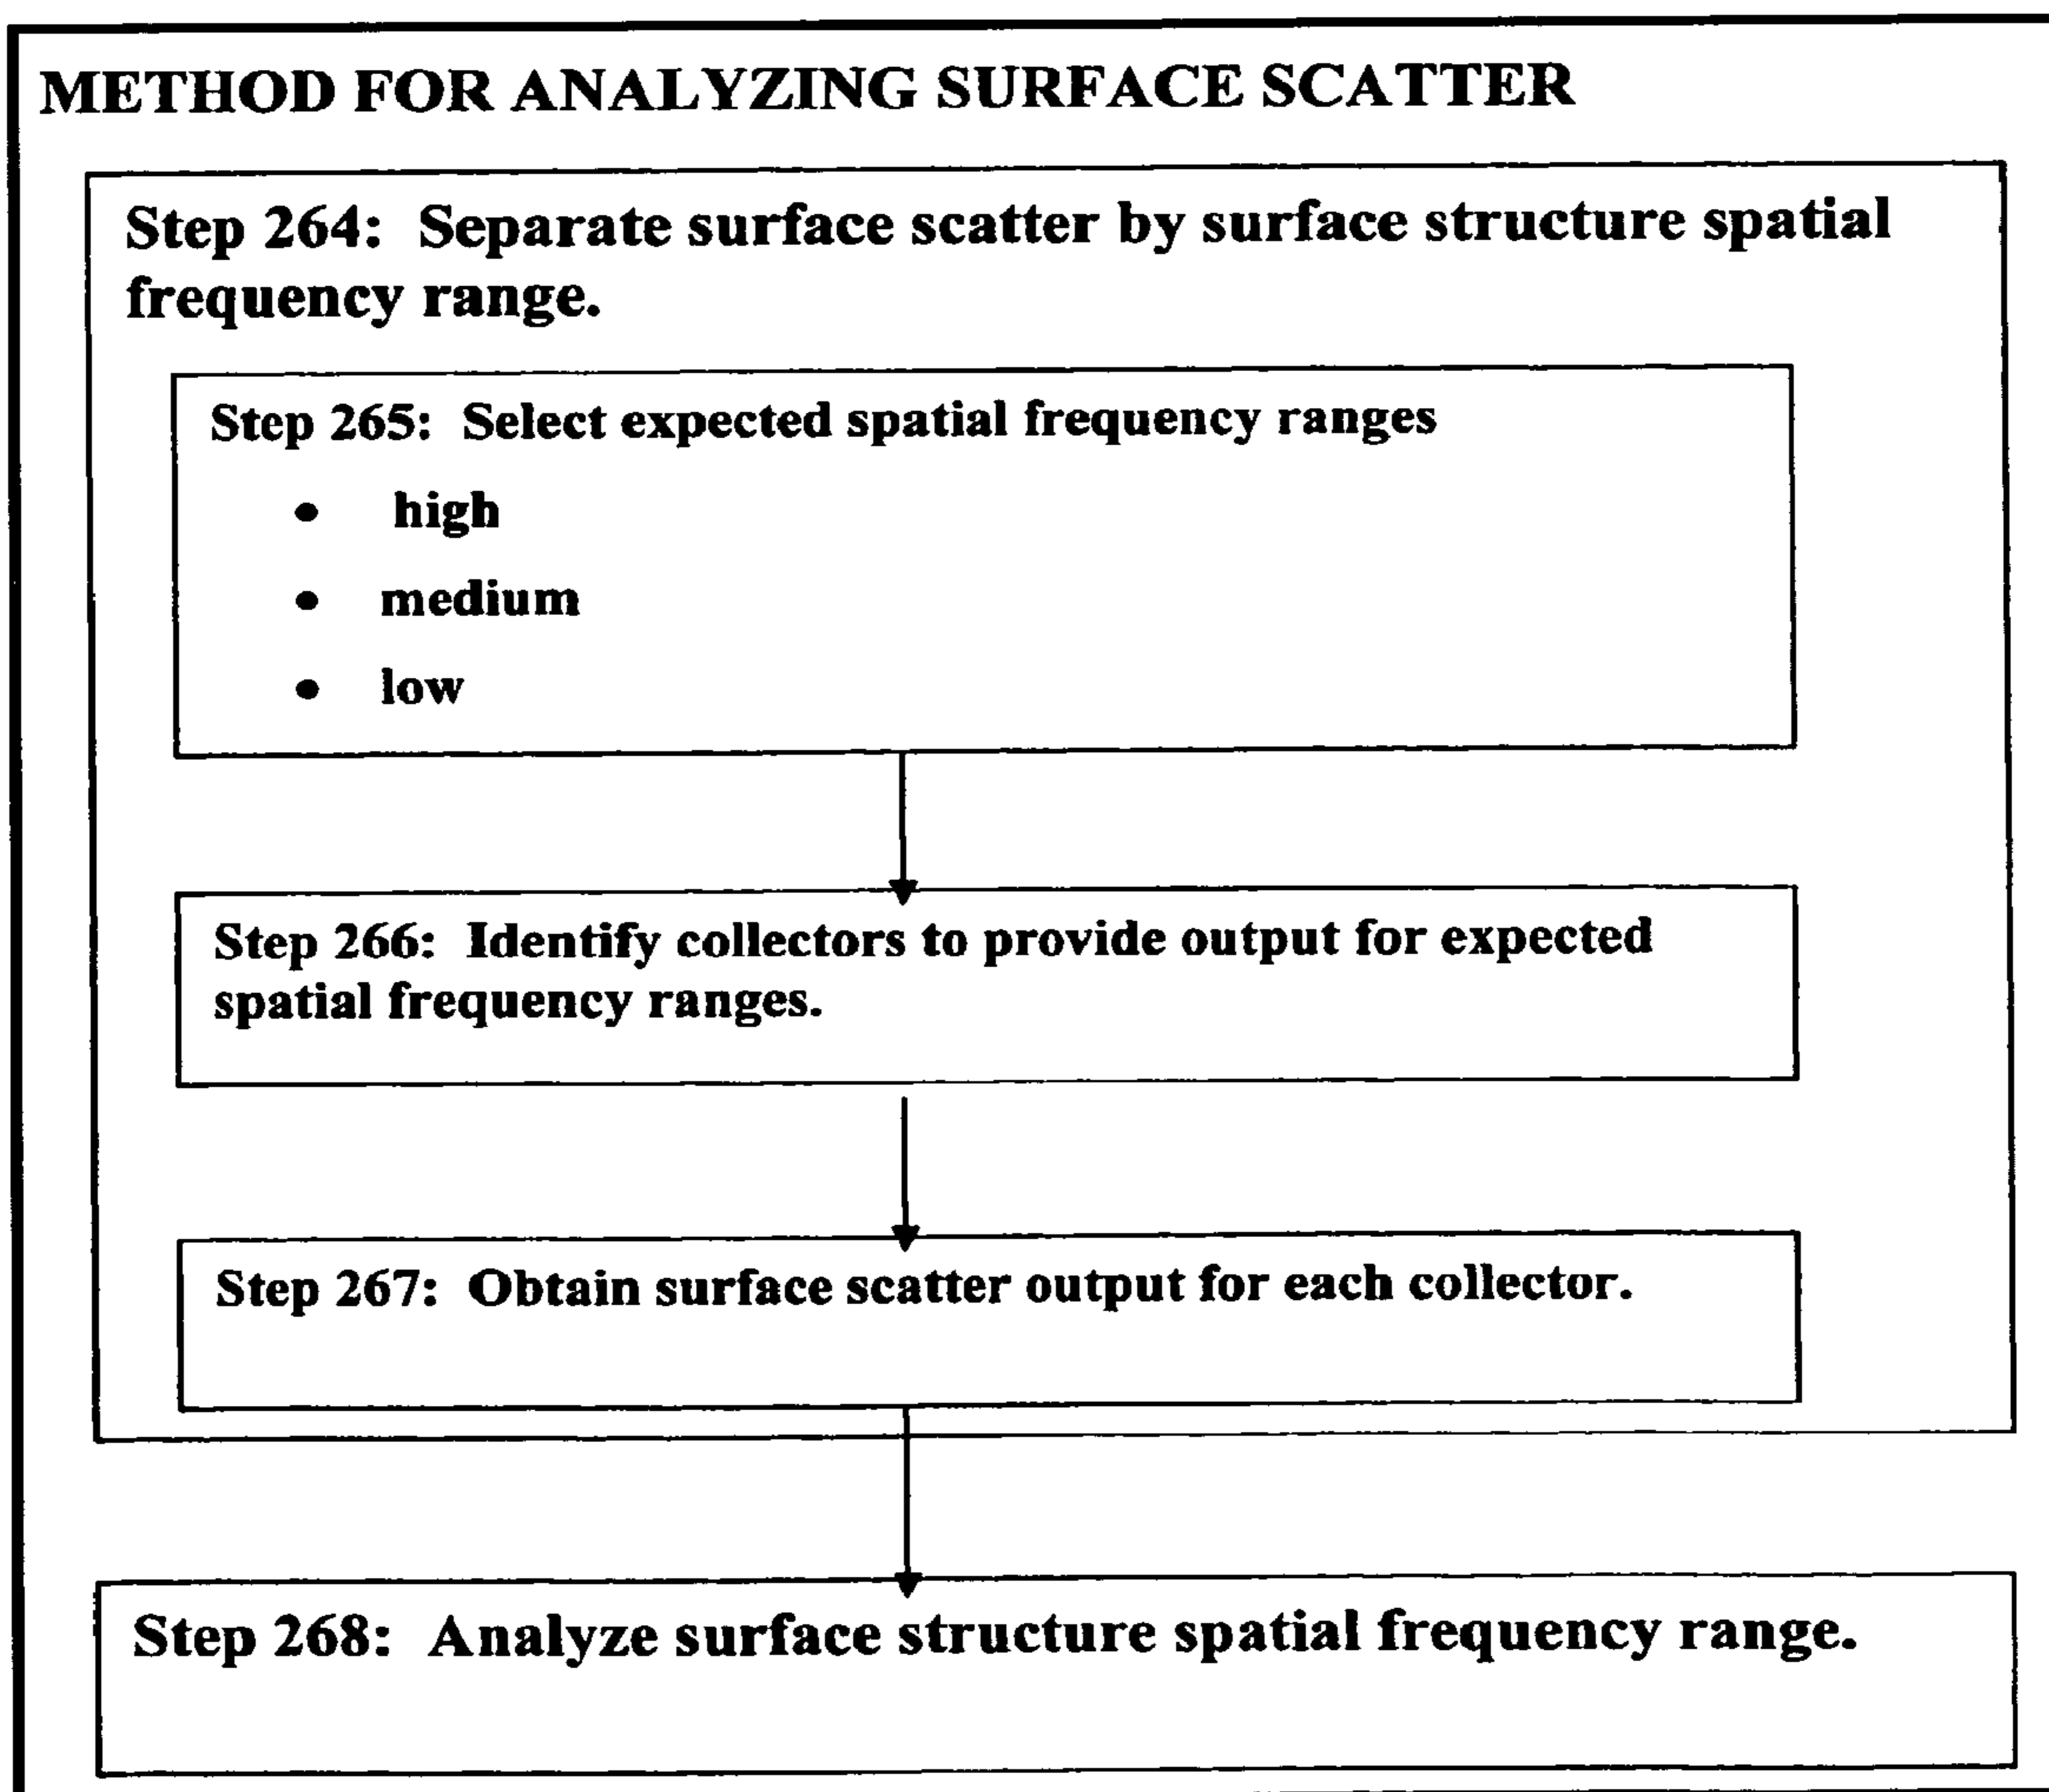 METHOD FOR ANALYZING SURFACE SCATTER
Step 264: Separate surface scatter by surface structure spatial
frequency range.
Step 265: Select expected spatial frequency ranges
• high
• medium
• low
Step 266: Identify collectors to provide output for expected
spatial frequency ranges.
Step 267: Obtain surface scatter output for each collector.
Step 268: Analyze surface structure spatial frequency range.